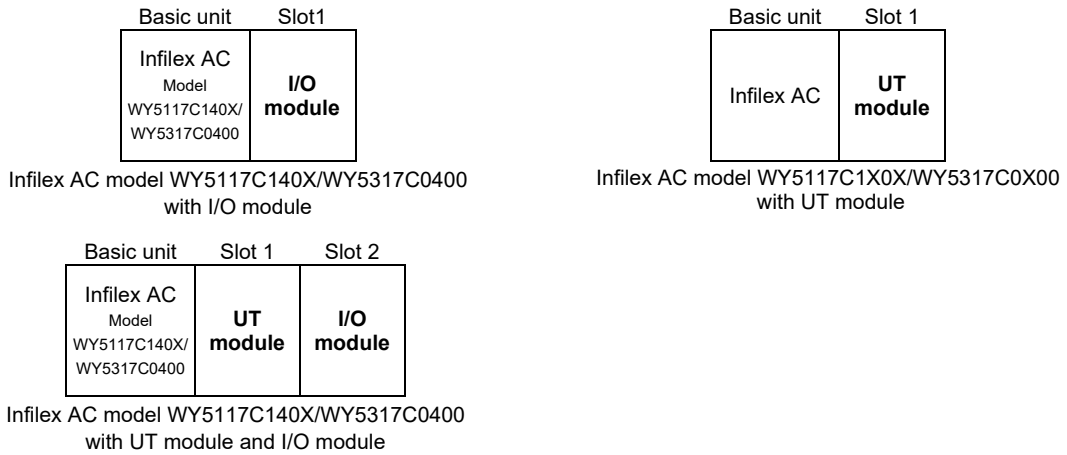 Basic unit Slot1
Infilex AC
Model
WY5117C140X/
WY5317C0400
I/O
module
Infilex AC model WY5117C140X/WY5317C0400
with I/O module
Basic unit Slot 1
Infilex AC
UT
module
Infilex AC model WY5117C1X0X/WY5317C0X00
with UT module
Basic unit Slot 1 Slot 2
Infilex AC
Model
WY5117C140X/
WY5317C0400
UT
module
I/O
module
Infilex AC model WY5117C140X/WY5317C0400
with UT module and I/O module